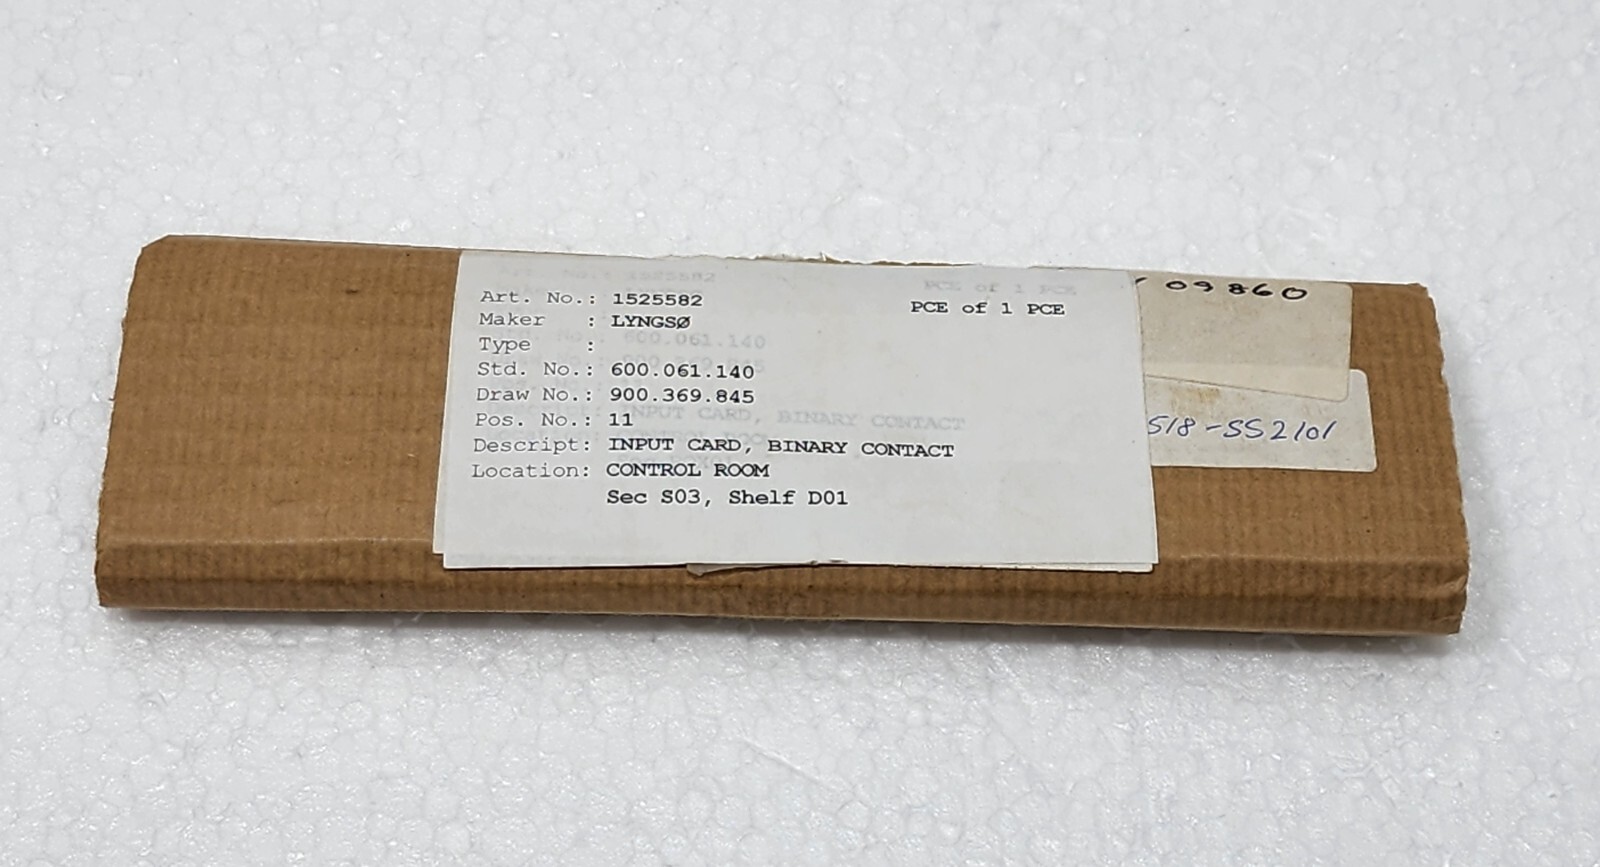 Art. No.: 1525582
PCE of 1 PCE
Maker : LYNGSØ
Type :
Std. No.: 600.061.140
Draw No.: 900.369.845
Pos. No.: 11
Descript: INPUT CARD, BINARY CONTACT
Location: CONTROL ROOM
Sec S03, Shelf D01
09860
518-SS2101